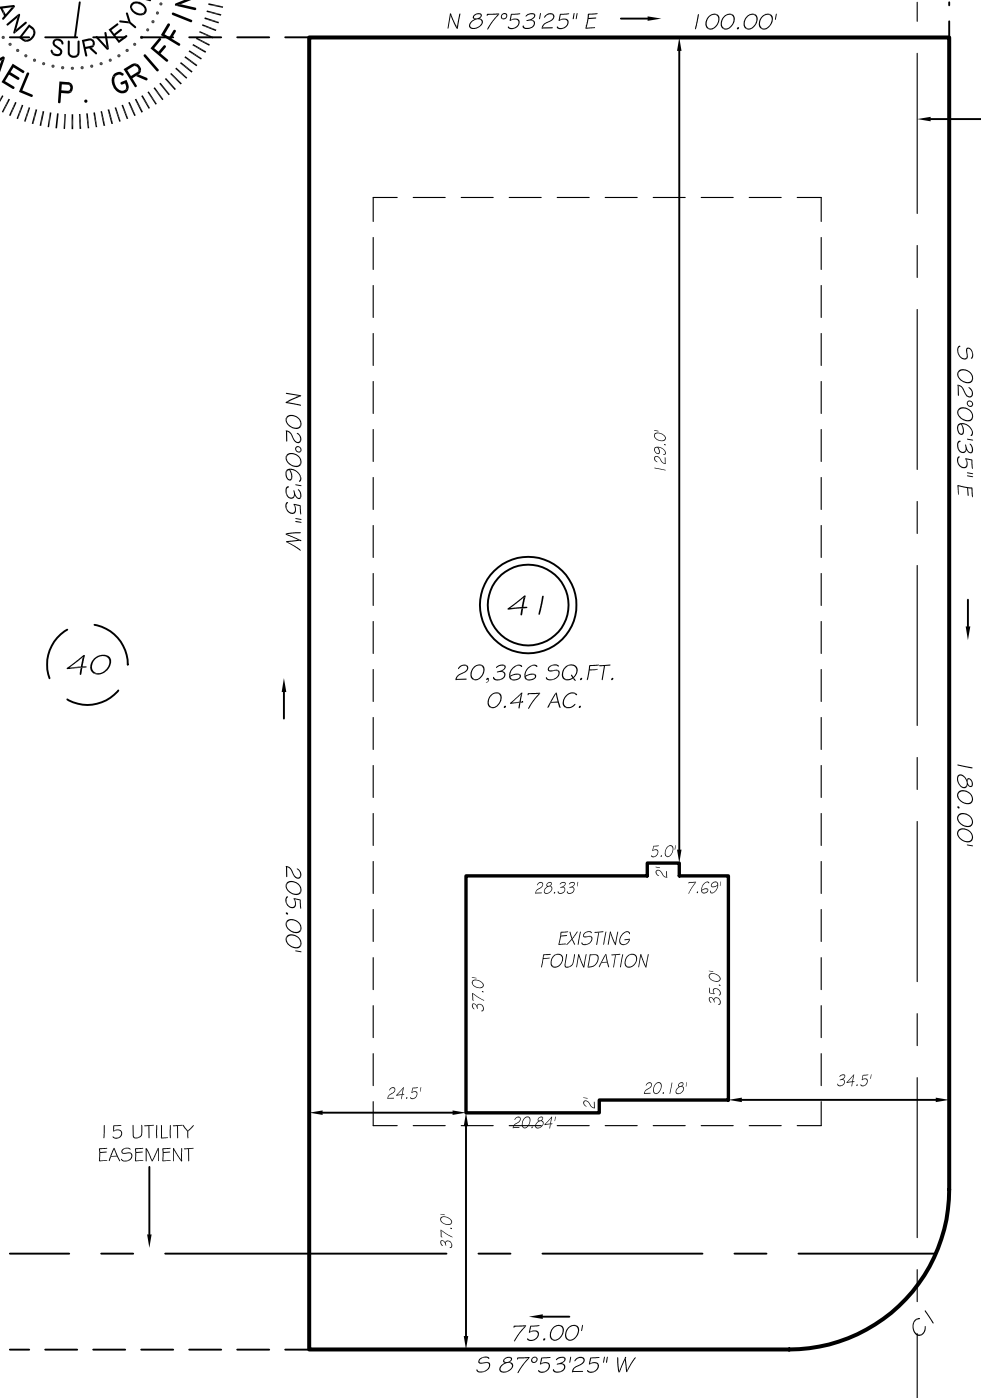 AND SURVEYO
AEL P. GRIFFIN
N 87°53'25" E 100.00'
N 02°06'35" W
205.00'
S 02°06'35" E
180.00'
129.0'
41
20,366 SQ.FT.
0.47 AC.
40
5.0'
2'
28.33'
7.69'
EXISTING
FOUNDATION
37.0'
35.0'
24.5'
20.18'
34.5'
2'
20.84'
15 UTILITY
EASEMENT
37.0'
75.00'
S 87°53'25" W
C1